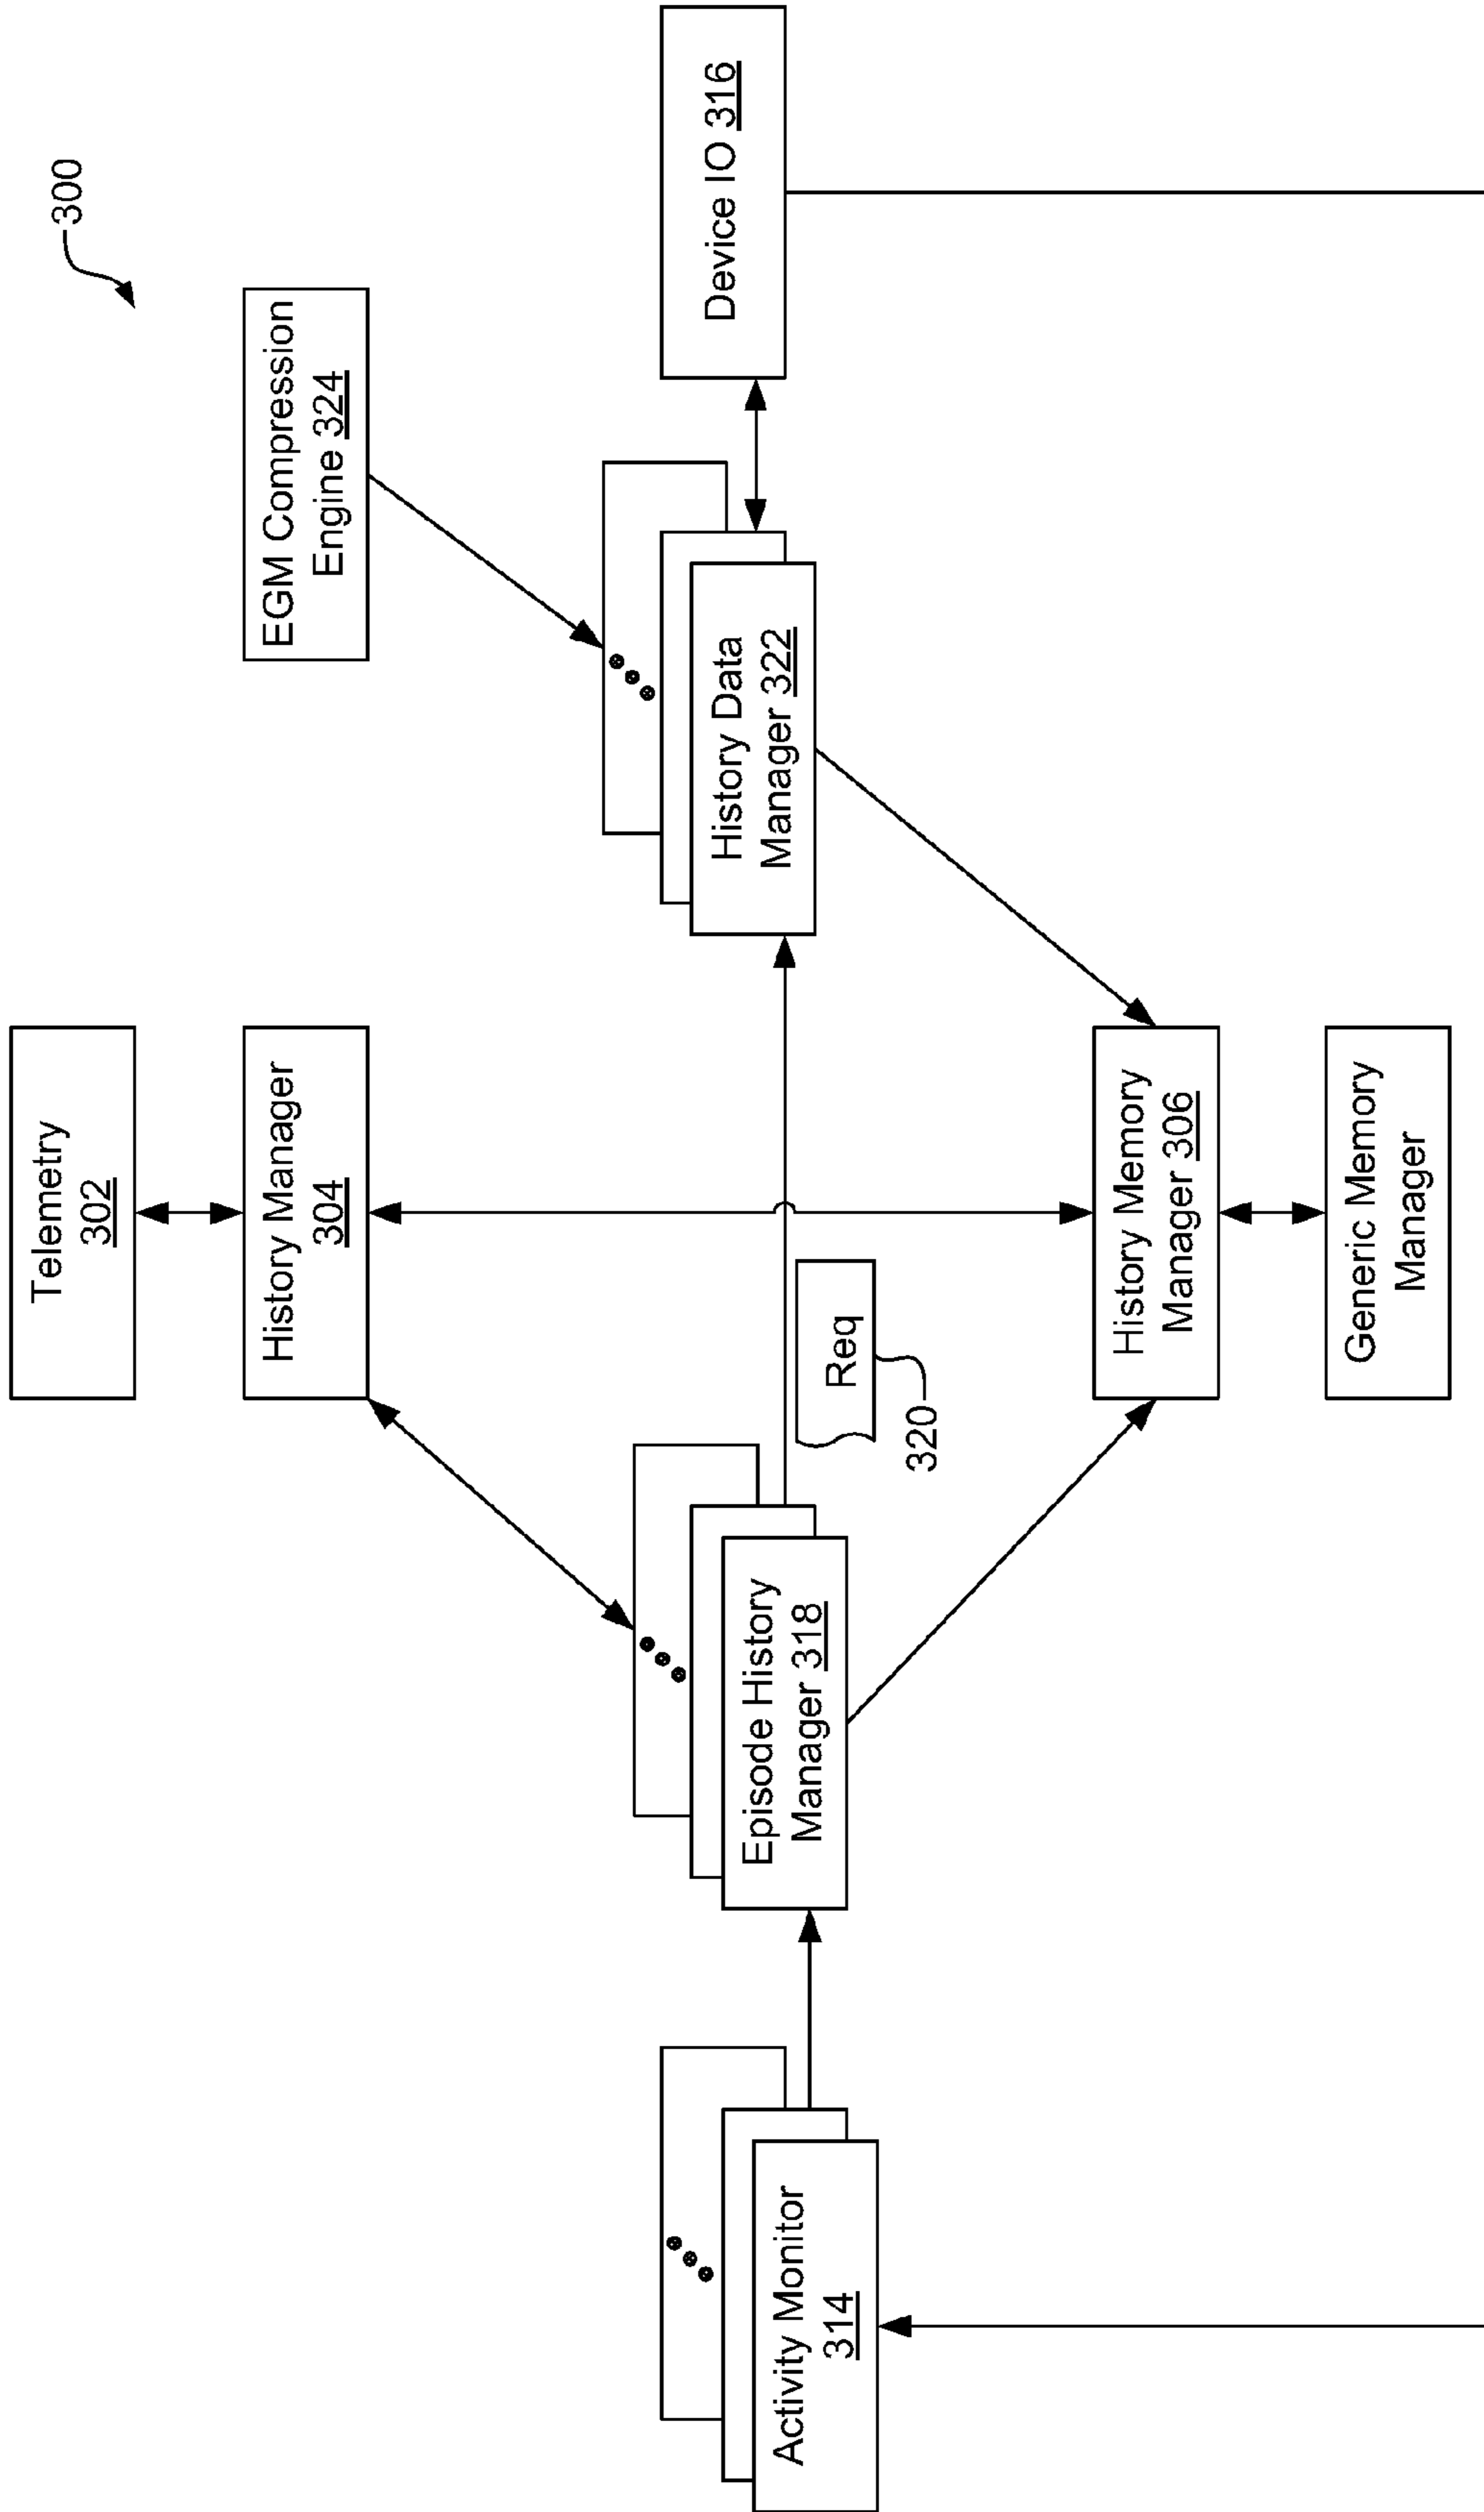 300
Telemetry
302
EGM Compression
Engine 324
History Manager
304
Device IO 316
History Data
Manager 322
Episode History
Manager 318
Req
320
Activity Monitor
314
History Memory
Manager 306
Generic Memory
Manager